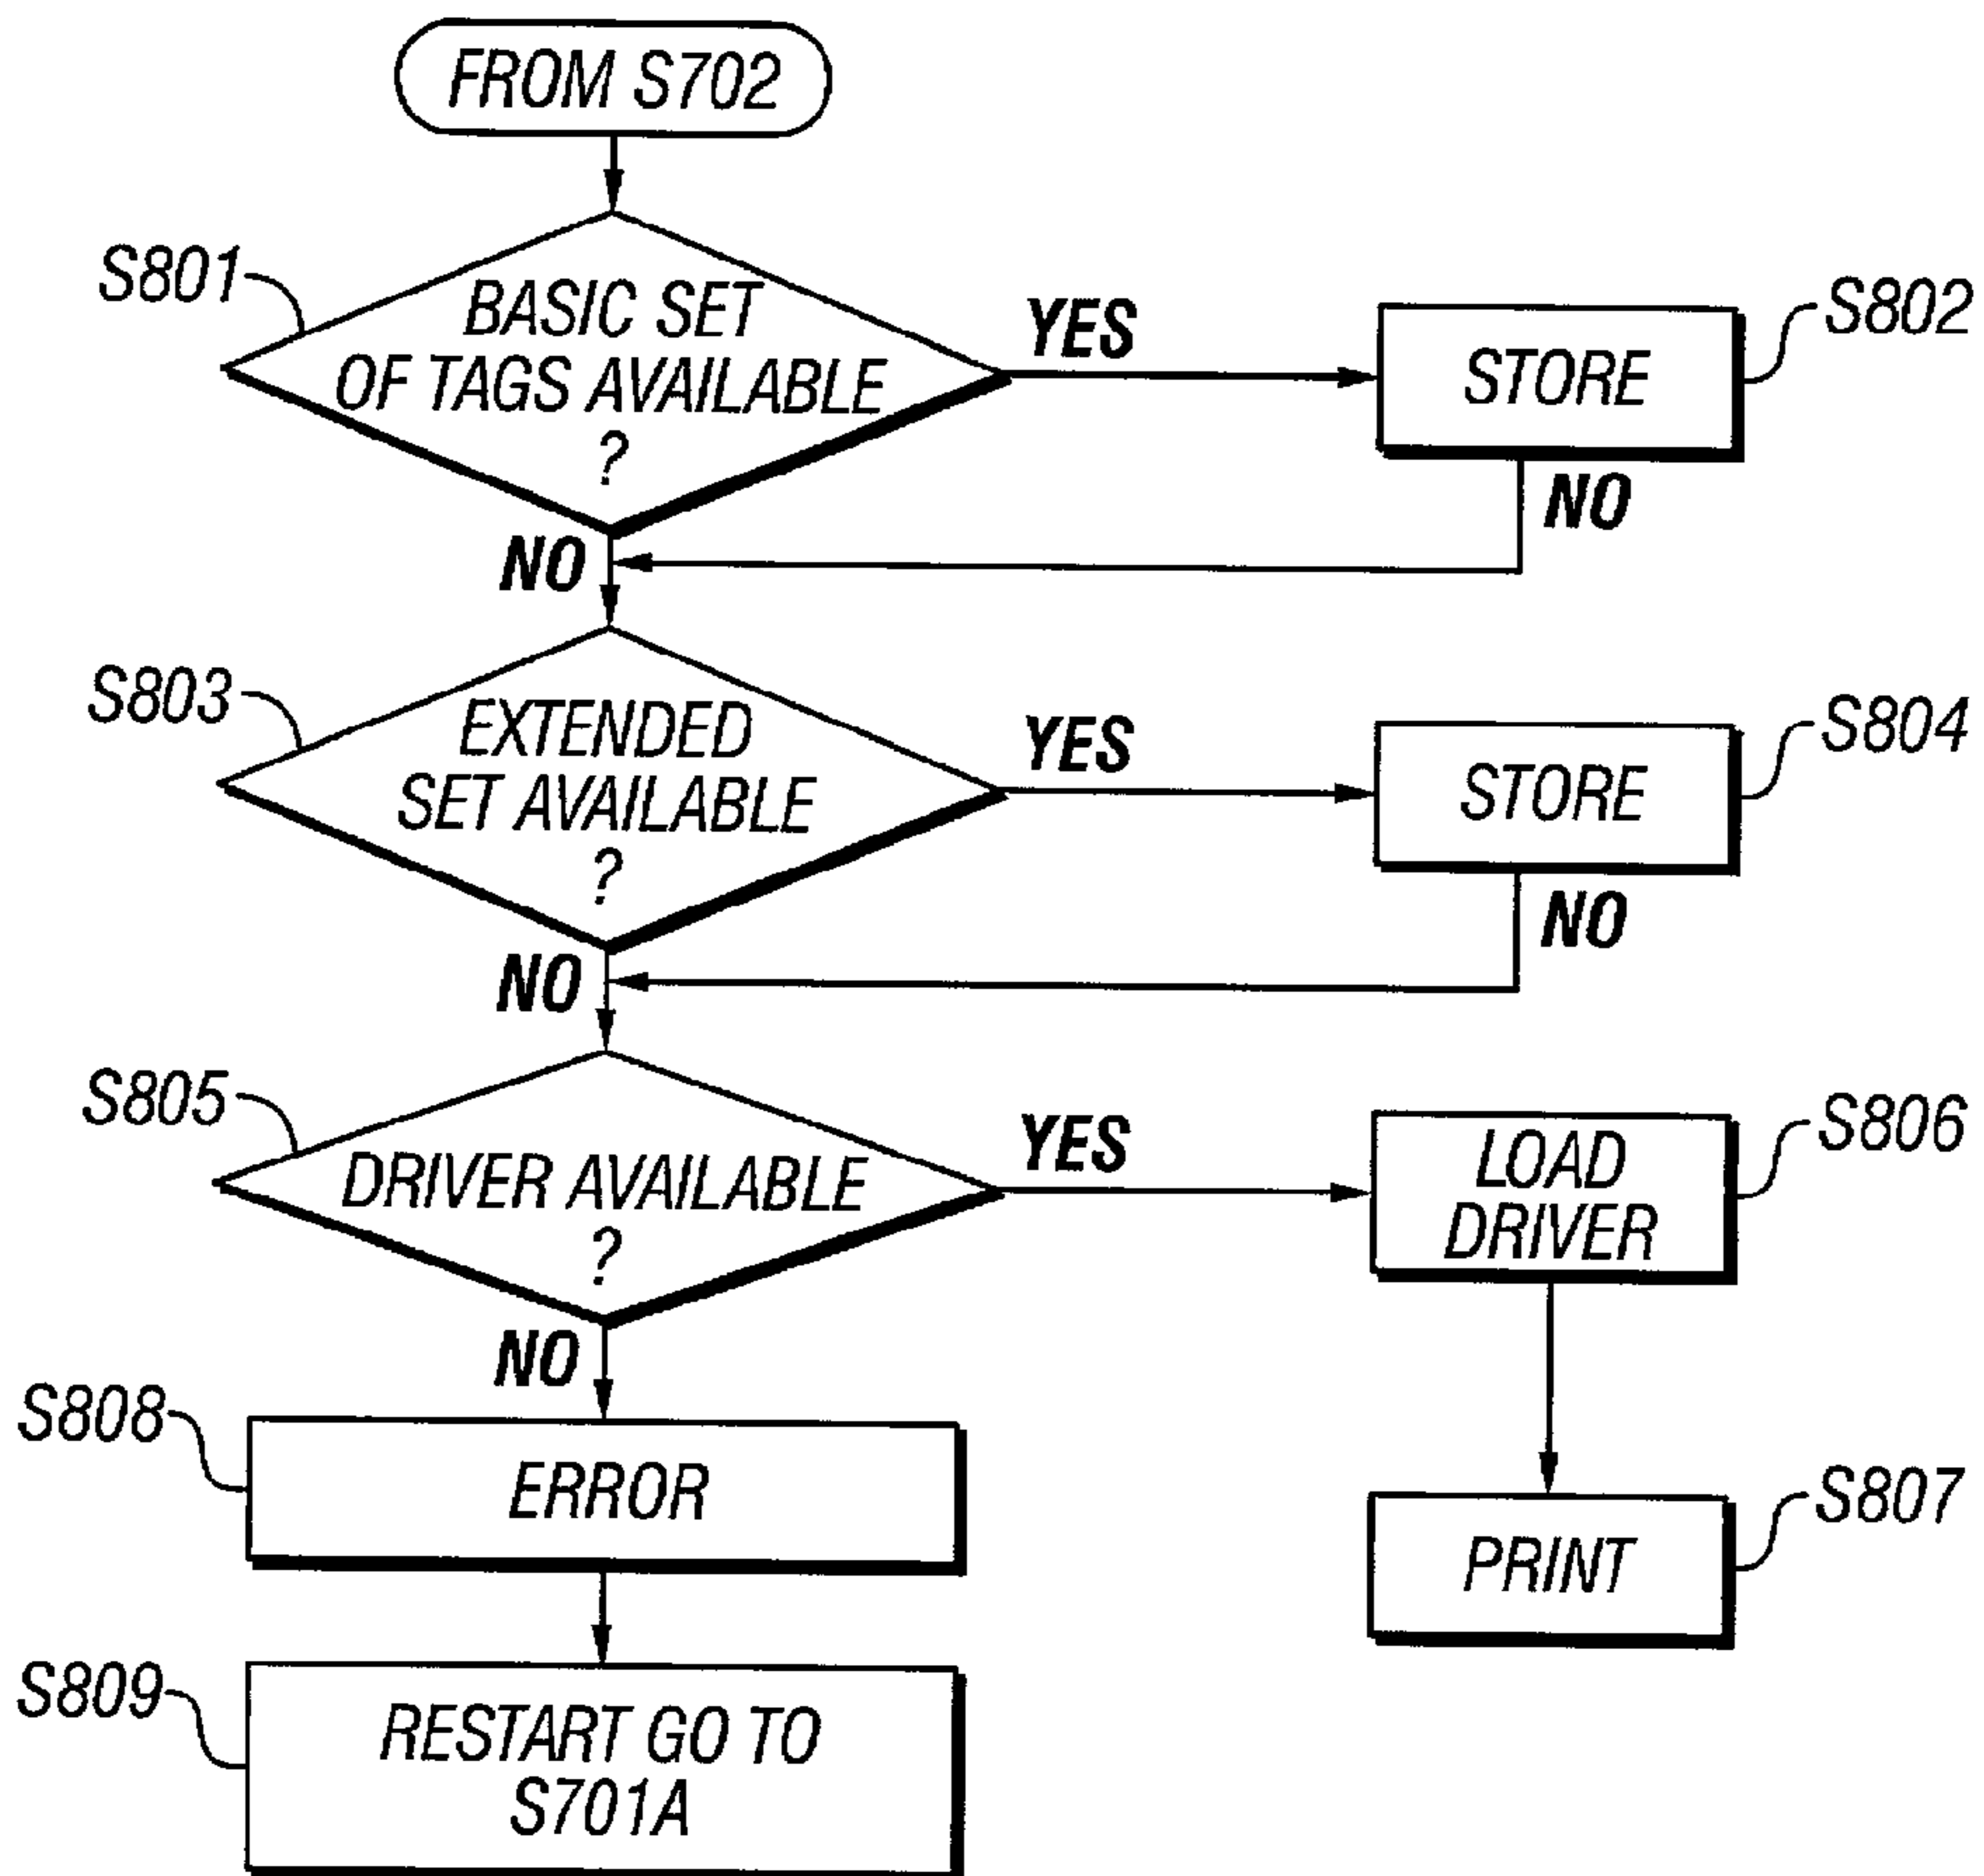 FROM S702
S801
BASIC SET
OF TAGS AVAILABLE
?
YES
STORE
S802
NO
NO
S803
EXTENDED
SET AVAILABLE
?
YES
STORE
S804
NO
NO
S805
DRIVER AVAILABLE
?
YES
LOAD
DRIVER
S806
NO
S808
ERROR
PRINT
S807
S809
RESTART GO TO
S701A